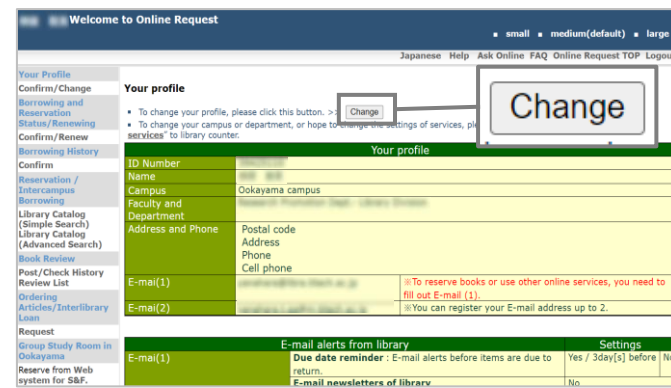 Welcome to Online Request
▪ small ▪ medium(default) ▪ large
Japanese Help Ask Online FAQ Online Request TOP
Your Profile
Confirm/Change
Borrowing and
Reservation
Status/Renewing
Confirm/Renew
Borrowing History
Confirm
Reservation /
Intercampus
Borrowing
Library Catalog
(Simple Search)
Library Catalog
(Advanced Search)
Book Review
Post/Check History
Review List
Ordering
Articles/Interlibrary
Loan
Request
Group Study Room in
Ookayama
Reserve from Web
system for S&F.
Your profile
▪ To change your profile, please click this button. >> Change
▪ To change your campus or department, or hope to change the settings of services,
services" to library counter.
Change
Your profile
ID Number
Name
Campus Ookayama campus
Faculty and
Department
Address and Phone Postal code
Address
Phone
Cell phone
E-mai(1) ※To reserve books or use other online services, you need to
fill out E-mail (1).
E-mai(2) ※You can register your E-mail address up to 2.
E-mail alerts from library Settings
E-mai(1) Due date reminder : E-mail alerts before items are due to
return.
Yes / 3day[s] before
E-mail newsletters of library No